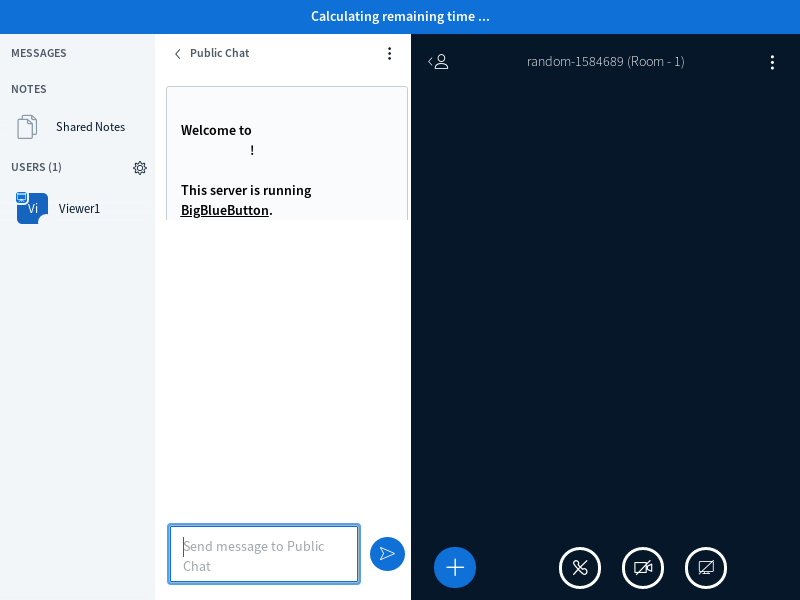 Calculating remaining time ...
MESSAGES
NOTES
Shared Notes
USERS (1)
Vi
Viewer1
Public Chat
Welcome to
!
This server is running
BigBlueButton.
Send message to Public
Chat
random-1584689 (Room - 1)